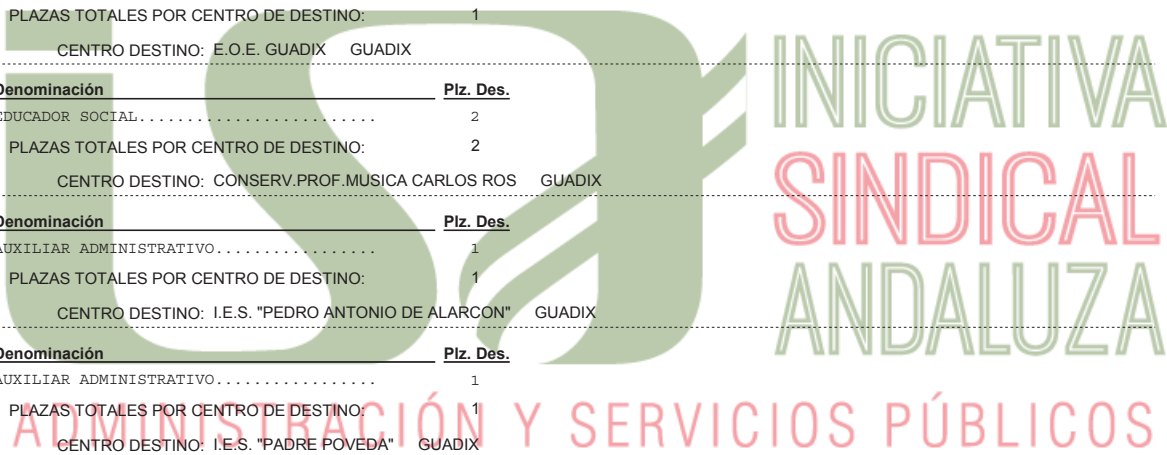 PLAZAS TOTALES POR CENTRO DE DESTINO: 1
CENTRO DESTINO: E.O.E. GUADIX GUADIX
Denominación Plz. Des.
EDUCADOR SOCIAL......................... 2
PLAZAS TOTALES POR CENTRO DE DESTINO: 2
CENTRO DESTINO: CONSERV.PROF.MUSICA CARLOS ROS GUADIX
Denominación Plz. Des.
AUXILIAR ADMINISTRATIVO................. 1
PLAZAS TOTALES POR CENTRO DE DESTINO: 1
CENTRO DESTINO: I.E.S. "PEDRO ANTONIO DE ALARCON" GUADIX
Denominación Plz. Des.
AUXILIAR ADMINISTRATIVO................. 1
PLAZAS TOTALES POR CENTRO DE DESTINO: 1
CENTRO DESTINO: I.E.S. "PADRE POVEDA" GUADIX
isa
INICIATIVA
SINDICAL
ANDALUZA
ADMINISTRACIÓN Y SERVICIOS PÚBLICOS